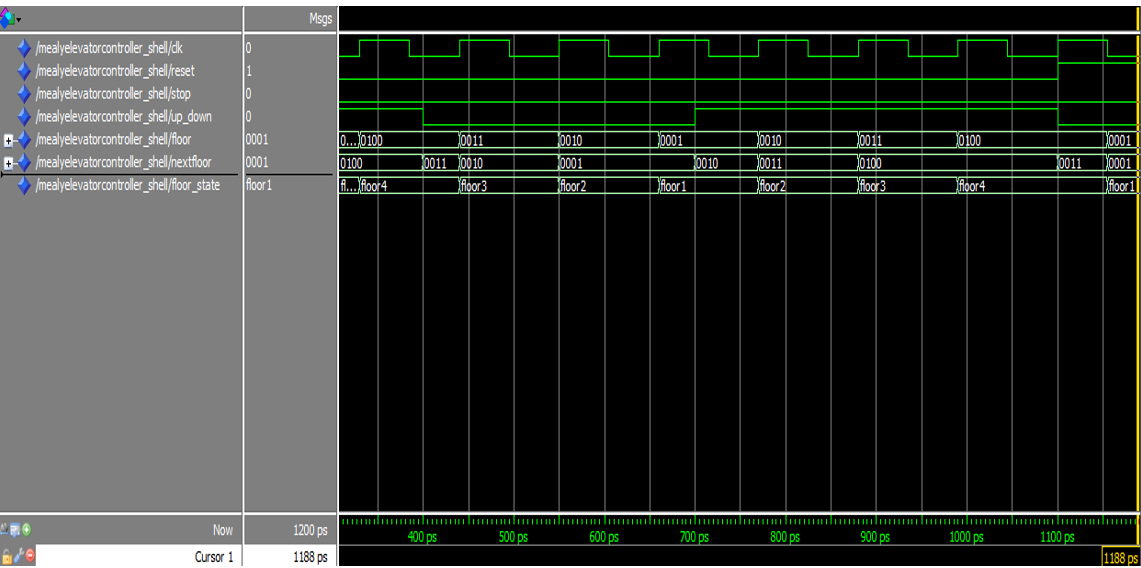 Msgs
/mealyelevatorcontroller_shell/clk 0
/mealyelevatorcontroller_shell/reset 1
/mealyelevatorcontroller_shell/stop 0
/mealyelevatorcontroller_shell/up_down 0
/mealyelevatorcontroller_shell/floor 0001 0... 0100 0011 0010 0001 0010 0011 0100 0001
/mealyelevatorcontroller_shell/nextfloor 0001 0100 0011 0010 0001 0010 0011 0100 0011 0001
/mealyelevatorcontroller_shell/floor_state floor1 fl... floor4 floor3 floor2 floor1 floor2 floor3 floor4 floor1
Now 1200 ps 400 ps 500 ps 600 ps 700 ps 800 ps 900 ps 1000 ps 1100 ps
Cursor 1 1188 ps 1188 ps